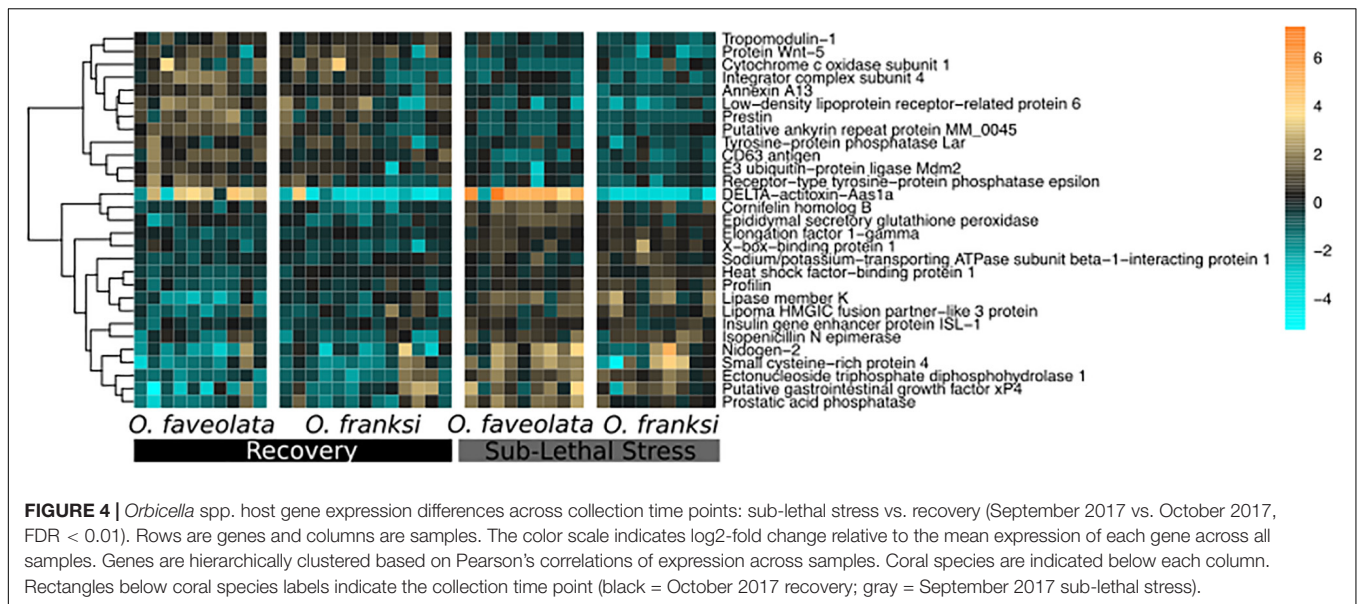 Tropomodulin−1
Protein Wnt−5
Cytochrome c oxidase subunit 1
Integrator complex subunit 4
Annexin A13
Low−density lipoprotein receptor−related protein 6
Prestin
Putative ankyrin repeat protein MM_0045
Tyrosine−protein phosphatase Lar
CD63 antigen
E3 ubiquitin−protein ligase Mdm2
Receptor−type tyrosine−protein phosphatase epsilon
DELTA−actitoxin−Aas1a
Cornifelin homolog B
Epididymal secretory glutathione peroxidase
Elongation factor 1−gamma
X−box−binding protein 1
Sodium/potassium−transporting ATPase subunit beta−1−interacting protein 1
Heat shock factor−binding protein 1
Profilin
Lipase member K
Lipoma HMGIC fusion partner−like 3 protein
Insulin gene enhancer protein ISL−1
Isopenicillin N epimerase
Nidogen−2
Small cysteine−rich protein 4
Ectonucleoside triphosphate diphosphohydrolase 1
Putative gastrointestinal growth factor xP4
Prostatic acid phosphatase
6
4
2
0
−2
−4
O. faveolata O. franksi O. faveolata O. franksi
Recovery Sub-Lethal Stress
FIGURE 4 | Orbicella spp. host gene expression differences across collection time points: sub-lethal stress vs. recovery (September 2017 vs. October 2017,
FDR < 0.01). Rows are genes and columns are samples. The color scale indicates log2-fold change relative to the mean expression of each gene across all
samples. Genes are hierarchically clustered based on Pearson's correlations of expression across samples. Coral species are indicated below each column.
Rectangles below coral species labels indicate the collection time point (black = October 2017 recovery; gray = September 2017 sub-lethal stress).